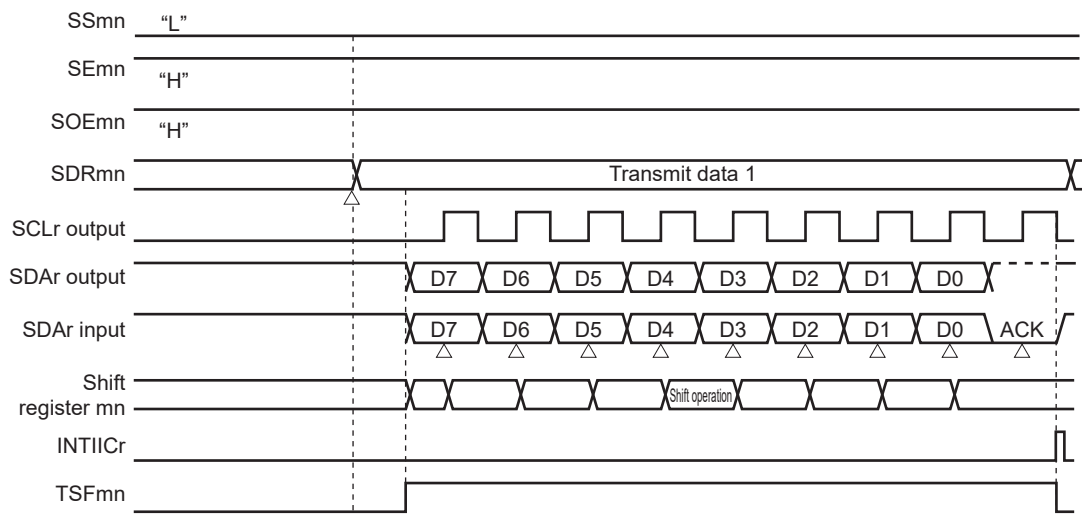 SSmn “L”
SEmn “H”
SOEmn “H”
SDRmn Transmit data 1
SCLr output
SDAr output D7 D6 D5 D4 D3 D2 D1 D0
SDAr input D7 D6 D5 D4 D3 D2 D1 D0 ACK
Shift
register mn Shift operation
INTIICr
TSFmn